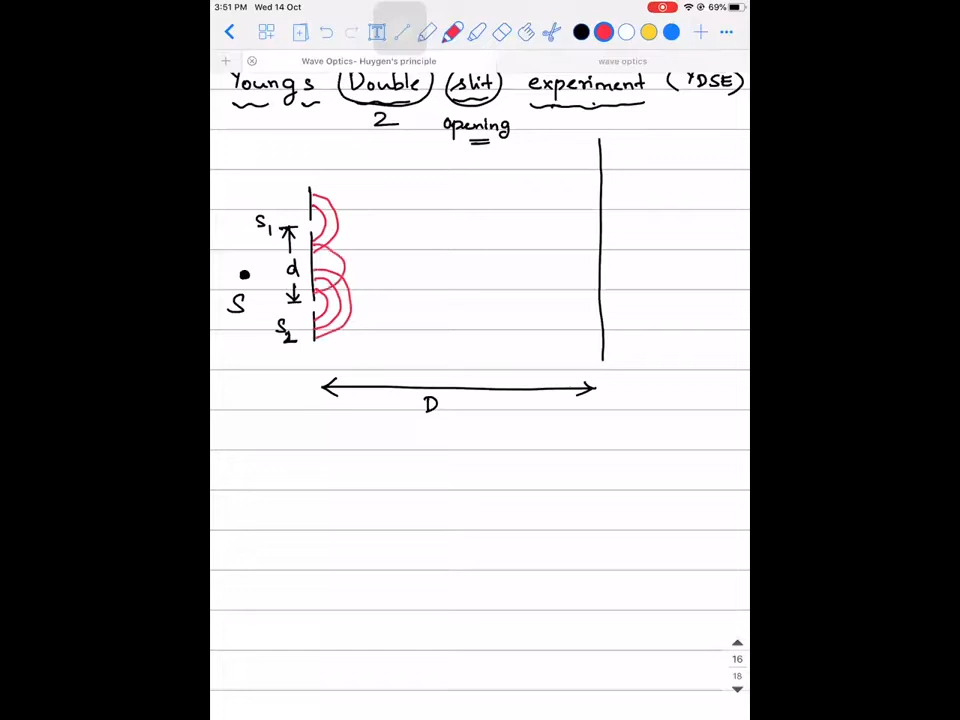 3:51 PM Wed 14 Oct 69%
Wave Optics- Huygen's principle wave optics
Youngs (Double) (slit) experiment (YDSE)
2 opening
S1
d
S
S2
D
16
18